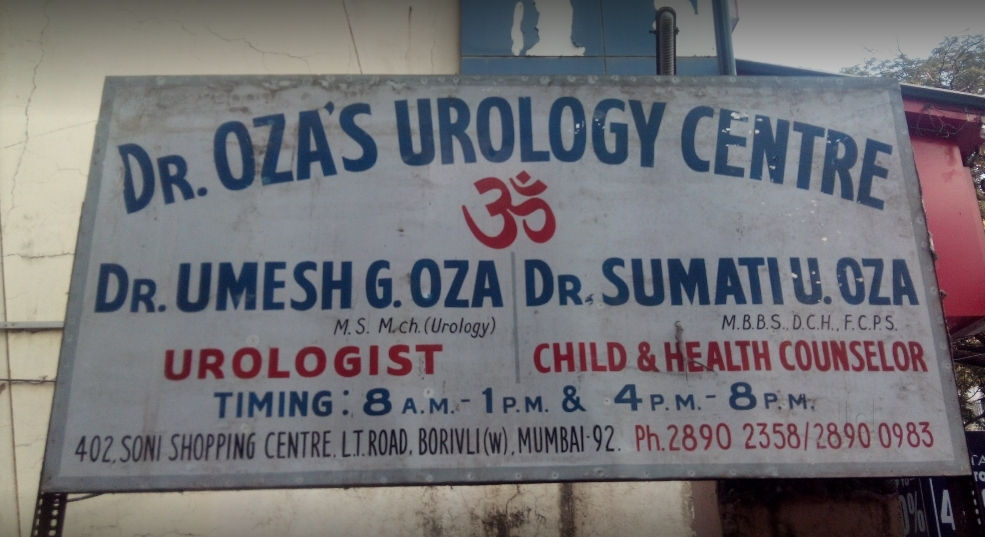 DR. OZA'S UROLOGY CENTRE
ॐ
DR. UMESH G. OZA
M.S. M.ch. (Urology)
UROLOGIST
DR. SUMATI U. OZA
M.B.B.S., D.C.H., F.C.P.S.
CHILD & HEALTH COUNSELOR
TIMING: 8 A.M.- 1 P.M. & 4 P.M.- 8 P.M.
402, SONI SHOPPING CENTRE, L.T. ROAD, BORIVLI (W), MUMBAI-92. Ph. 2890 2358/2890 0983